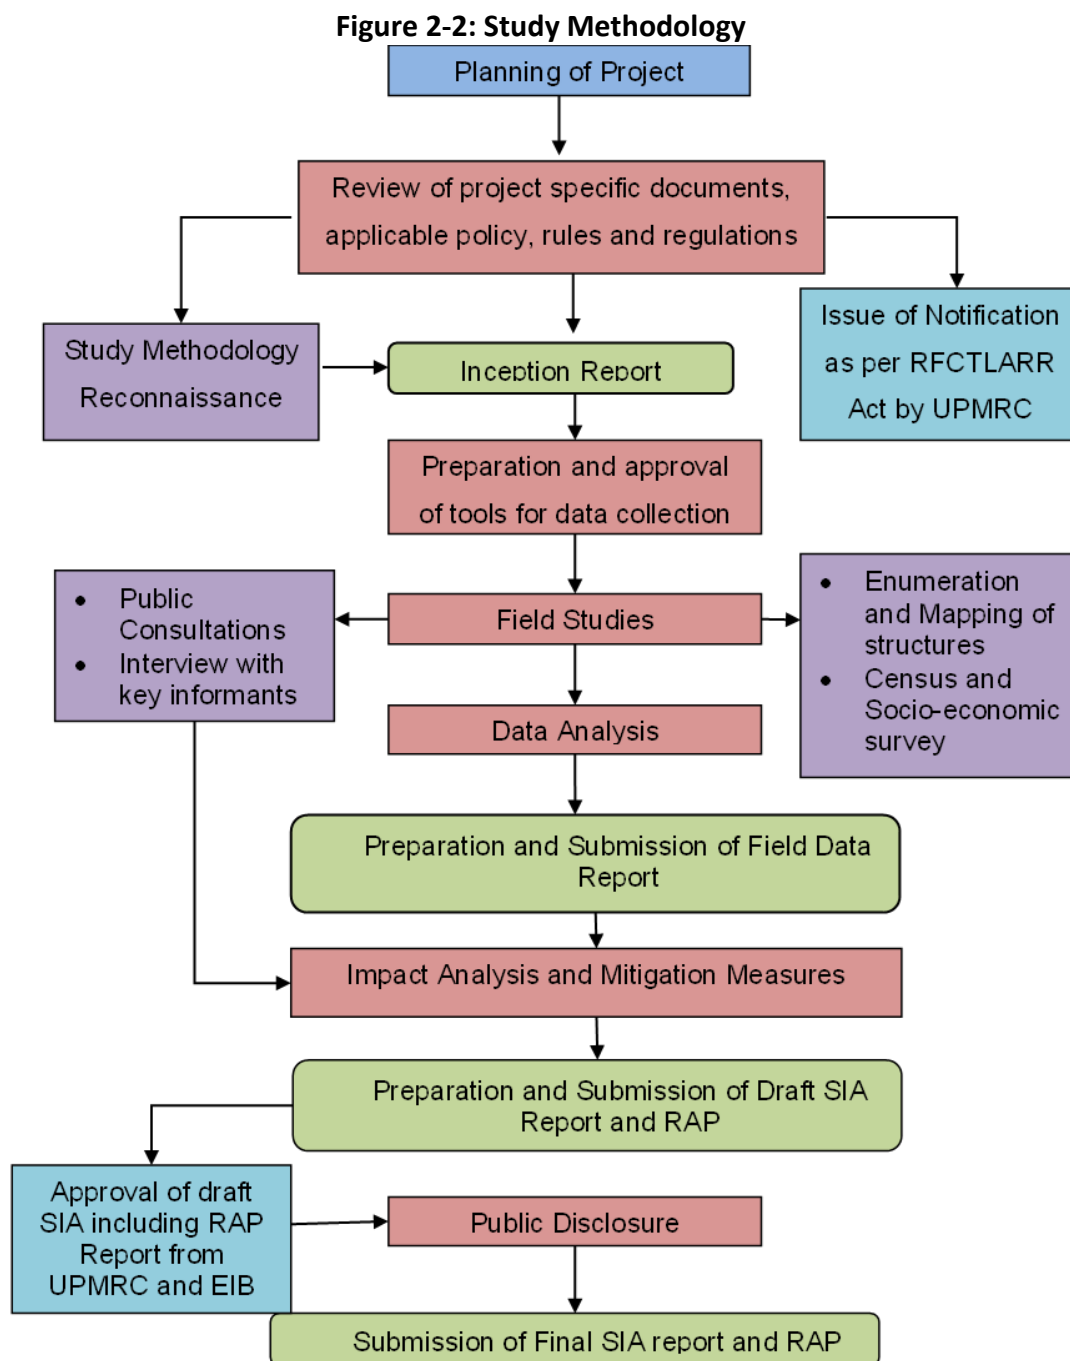 Figure 2-2: Study Methodology
Planning of Project
Review of project specific documents,
applicable policy, rules and regulations
Issue of Notification
as per RFCTLARR
Act by UPMRC
Study Methodology
Reconnaissance
Inception Report
Preparation and approval
of tools for data collection
• Public
Consultations
• Interview with
key informants
Field Studies
• Enumeration
and Mapping of
structures
• Census and
Socio-economic
survey
Data Analysis
Preparation and Submission of Field Data
Report
Impact Analysis and Mitigation Measures
Preparation and Submission of Draft SIA
Report and RAP
Approval of draft
SIA including RAP
Report from
UPMRC and EIB
Public Disclosure
Submission of Final SIA report and RAP